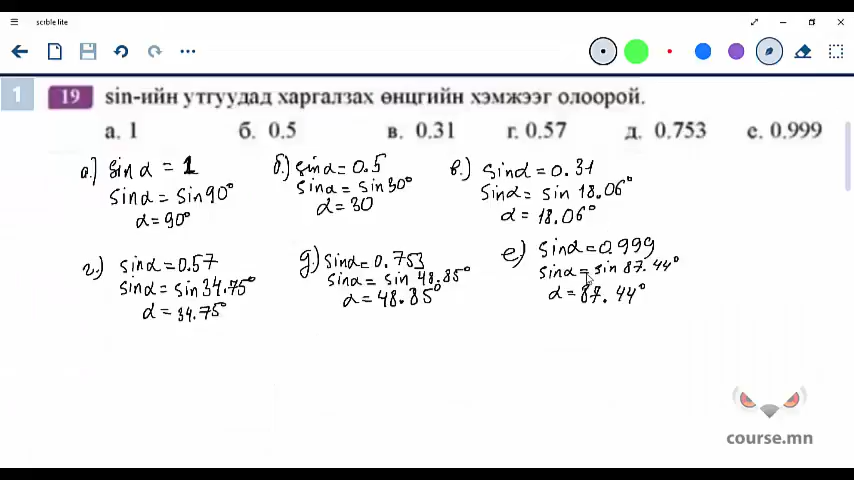 scrble lite
1
19 sin-ийн утгуудад харгалзах өнцгийн хэмжээг олоорой.
а. 1 б. 0.5 в. 0.31 г. 0.57 д. 0.753 е. 0.999
а.) sin α = 1
sin α = sin 90°
α = 90°
б.) sin α = 0.5
sin α = sin 30°
α = 30
в.) sin α = 0.31
sin α = sin 18.06°
α = 18.06°
г.) sin α = 0.57
sin α = sin 34.75°
α = 34.75°
д.) sin α = 0.753
sin α = sin 48.85°
α = 48.85°
е.) sin α = 0.999
sin α = sin 87.44°
α = 87.44°
course.mn